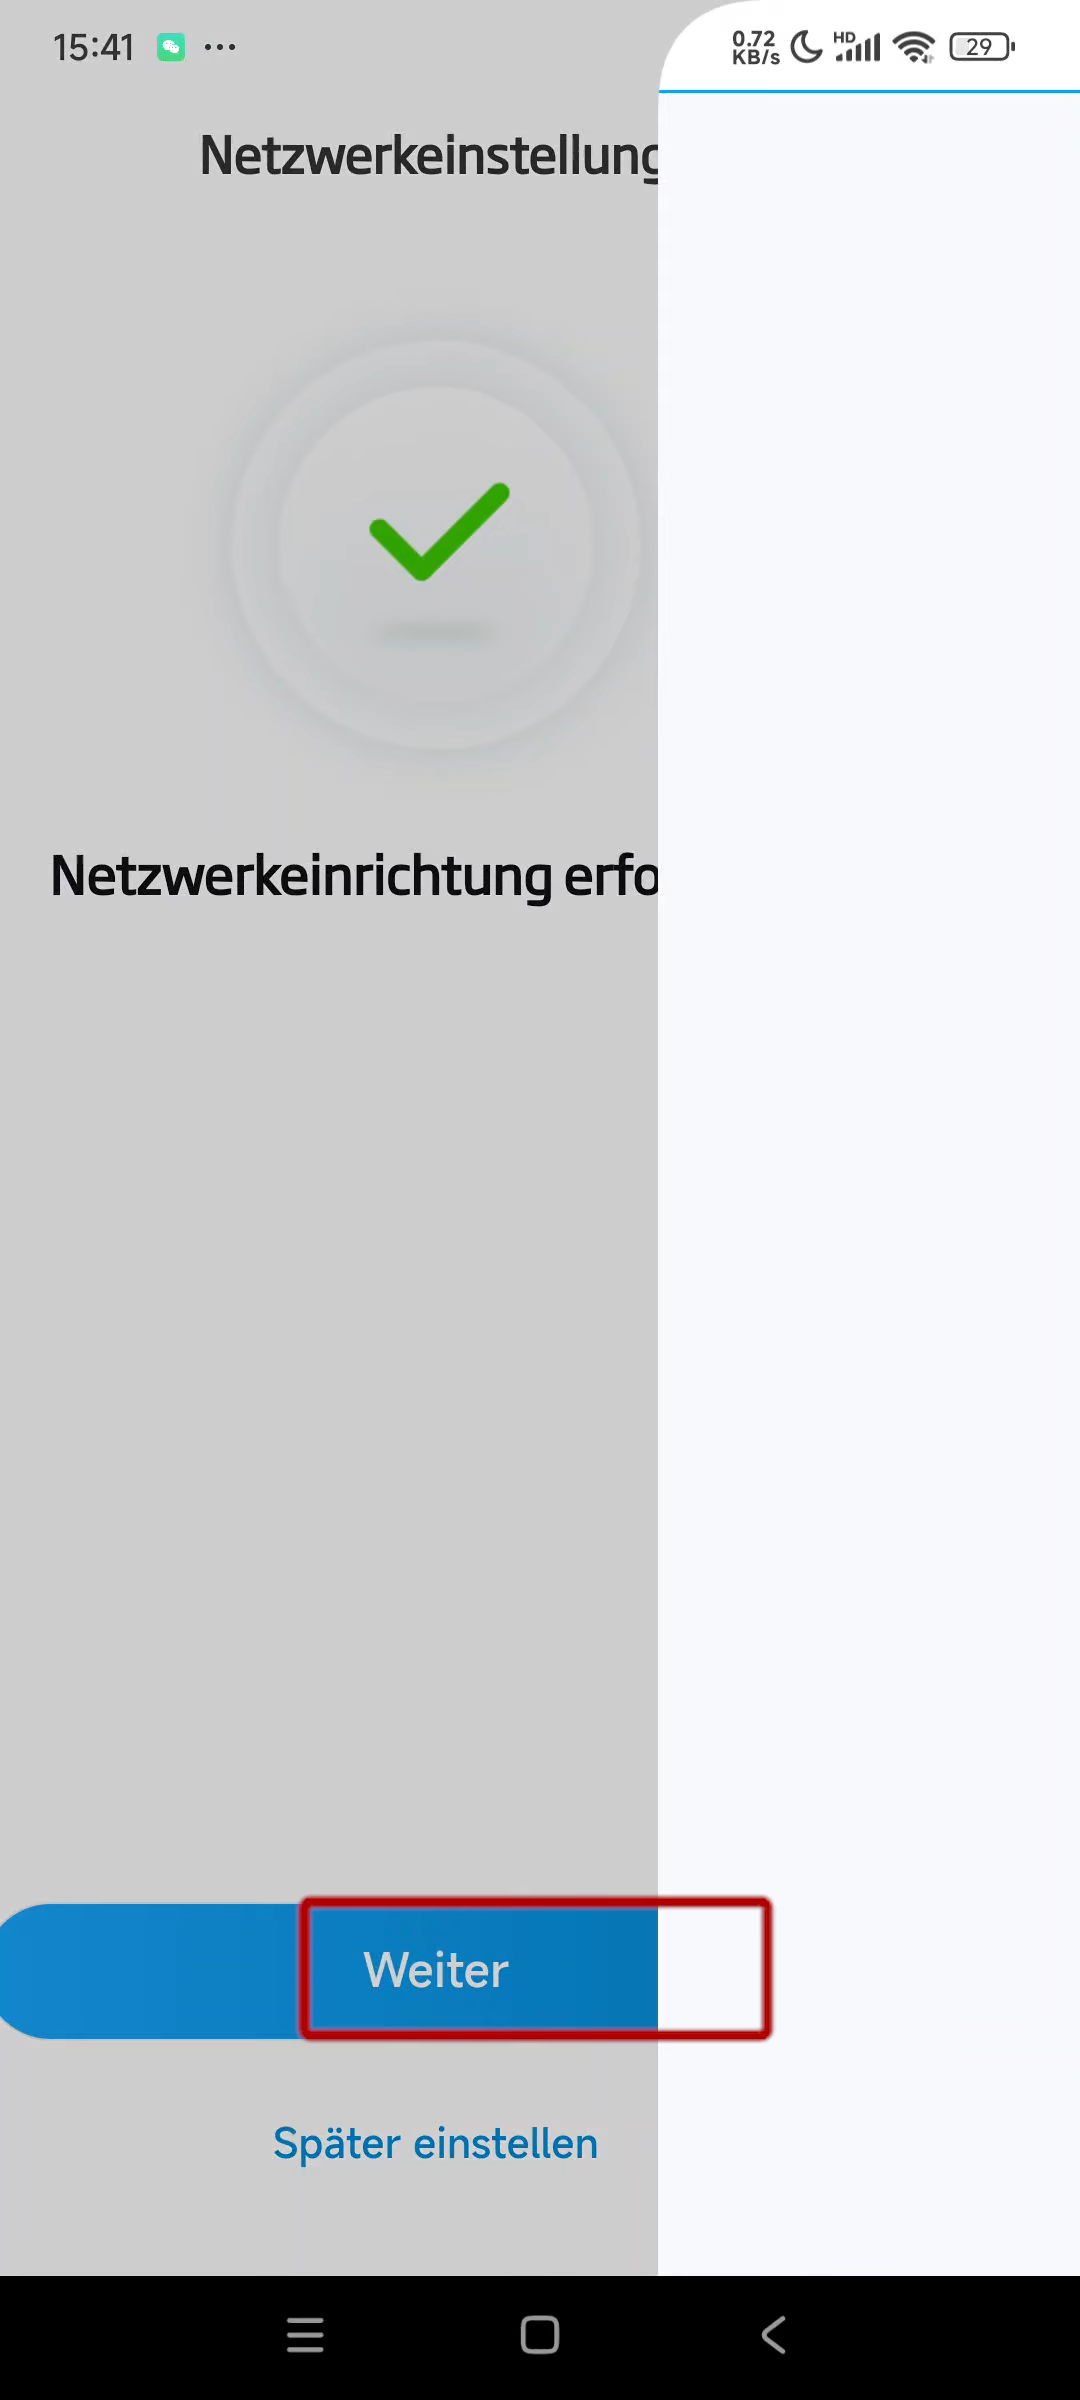 15:41
0.72
KB/s
HD
29
Netzwerkeinstellung
Netzwerkeinrichtung erfo
Weiter
Später einstellen